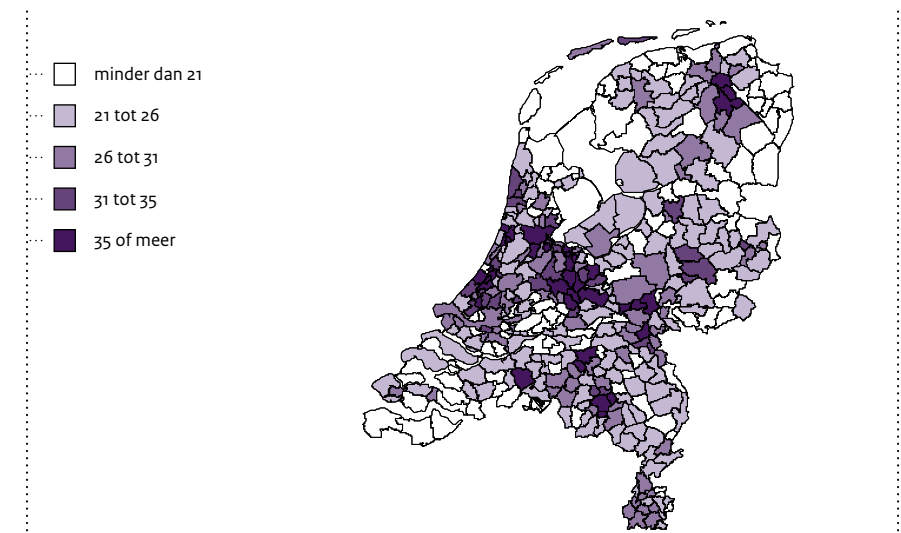 minder dan 21
21 tot 26
26 tot 31
31 tot 35
35 of meer